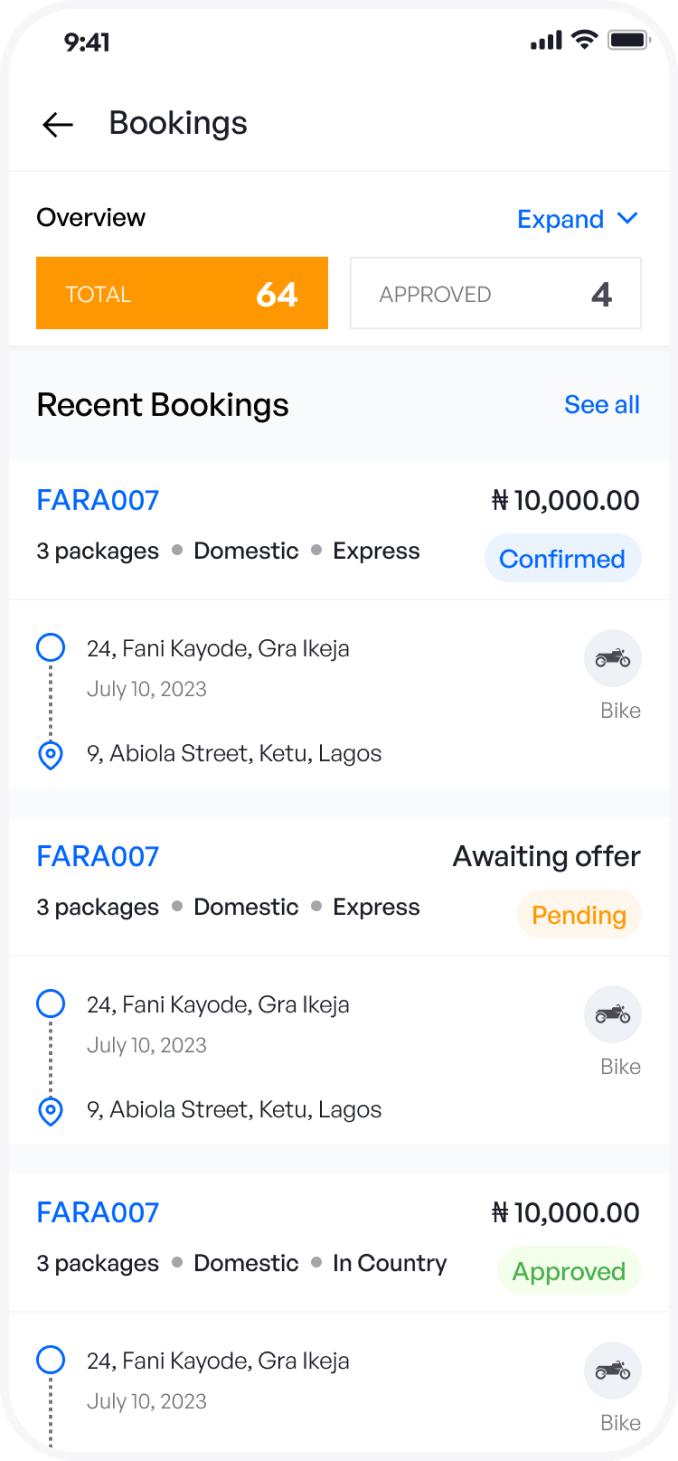 9:41
Bookings
Overview
Expand
TOTAL 64
APPROVED 4
Recent Bookings
See all
FARA007
₦ 10,000.00
3 packages • Domestic • Express
Confirmed
24, Fani Kayode, Gra Ikeja
July 10, 2023
Bike
9, Abiola Street, Ketu, Lagos
FARA007
Awaiting offer
3 packages • Domestic • Express
Pending
24, Fani Kayode, Gra Ikeja
July 10, 2023
Bike
9, Abiola Street, Ketu, Lagos
FARA007
₦ 10,000.00
3 packages • Domestic • In Country
Approved
24, Fani Kayode, Gra Ikeja
July 10, 2023
Bike